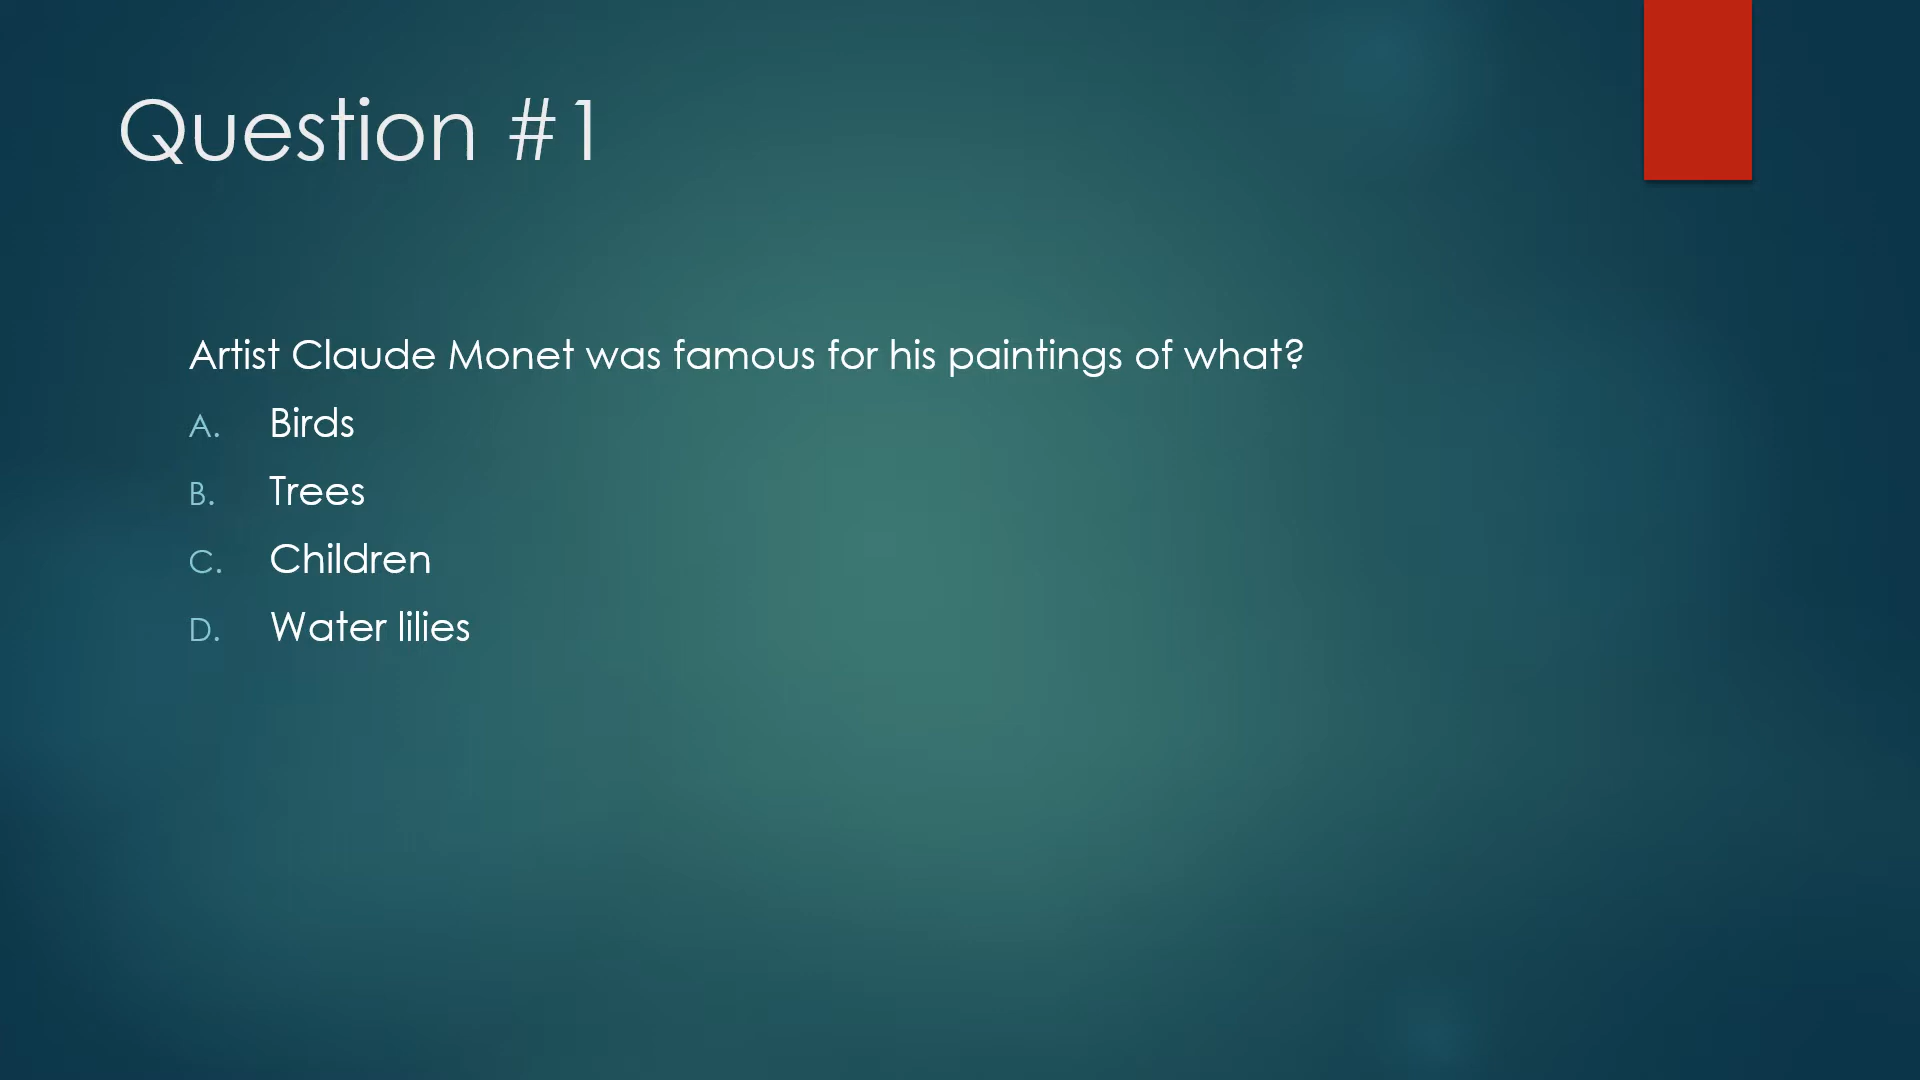 Question #1
Artist Claude Monet was famous for his paintings of what?
A. Birds
B. Trees
C. Children
D. Water lilies